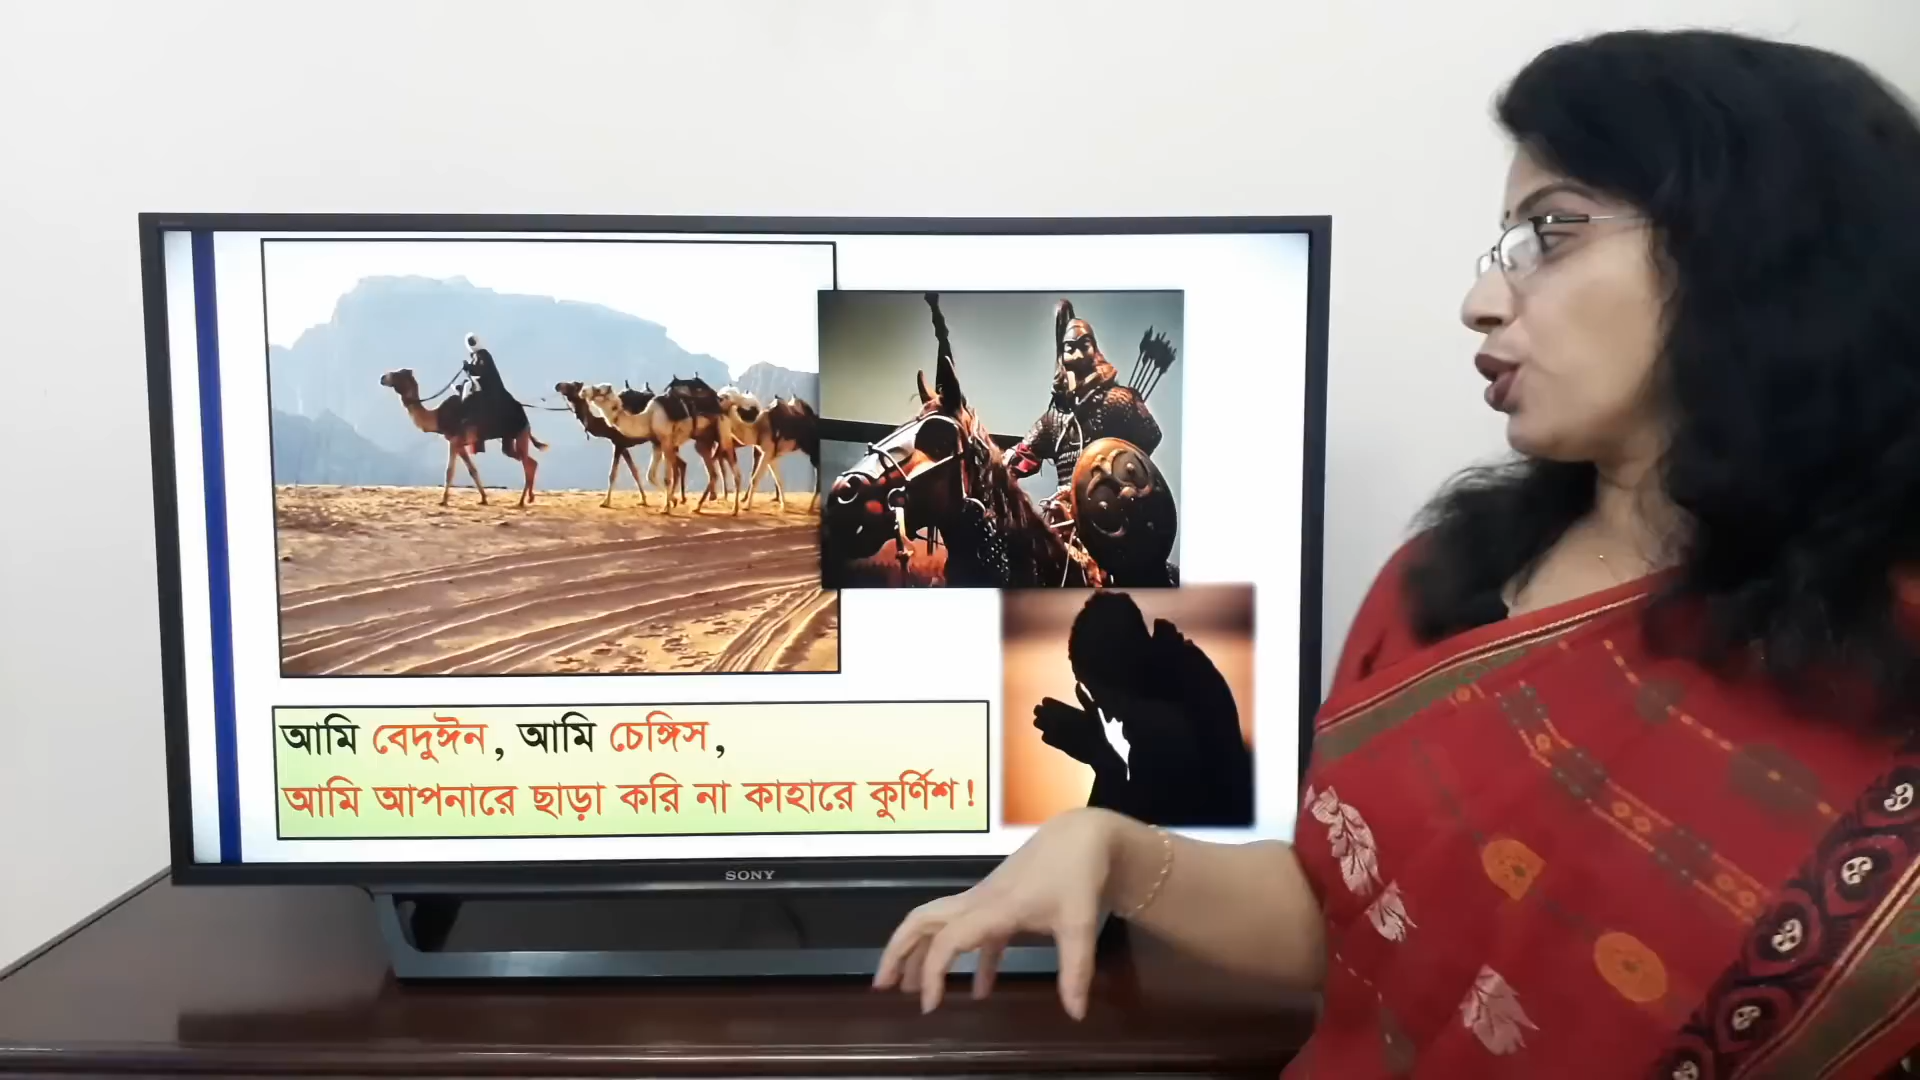 আমি বেদুঈন, আমি চেঙ্গিস,
আমি আপনারে ছাড়া করি না কাহারে কুর্ণিশ!
SONY